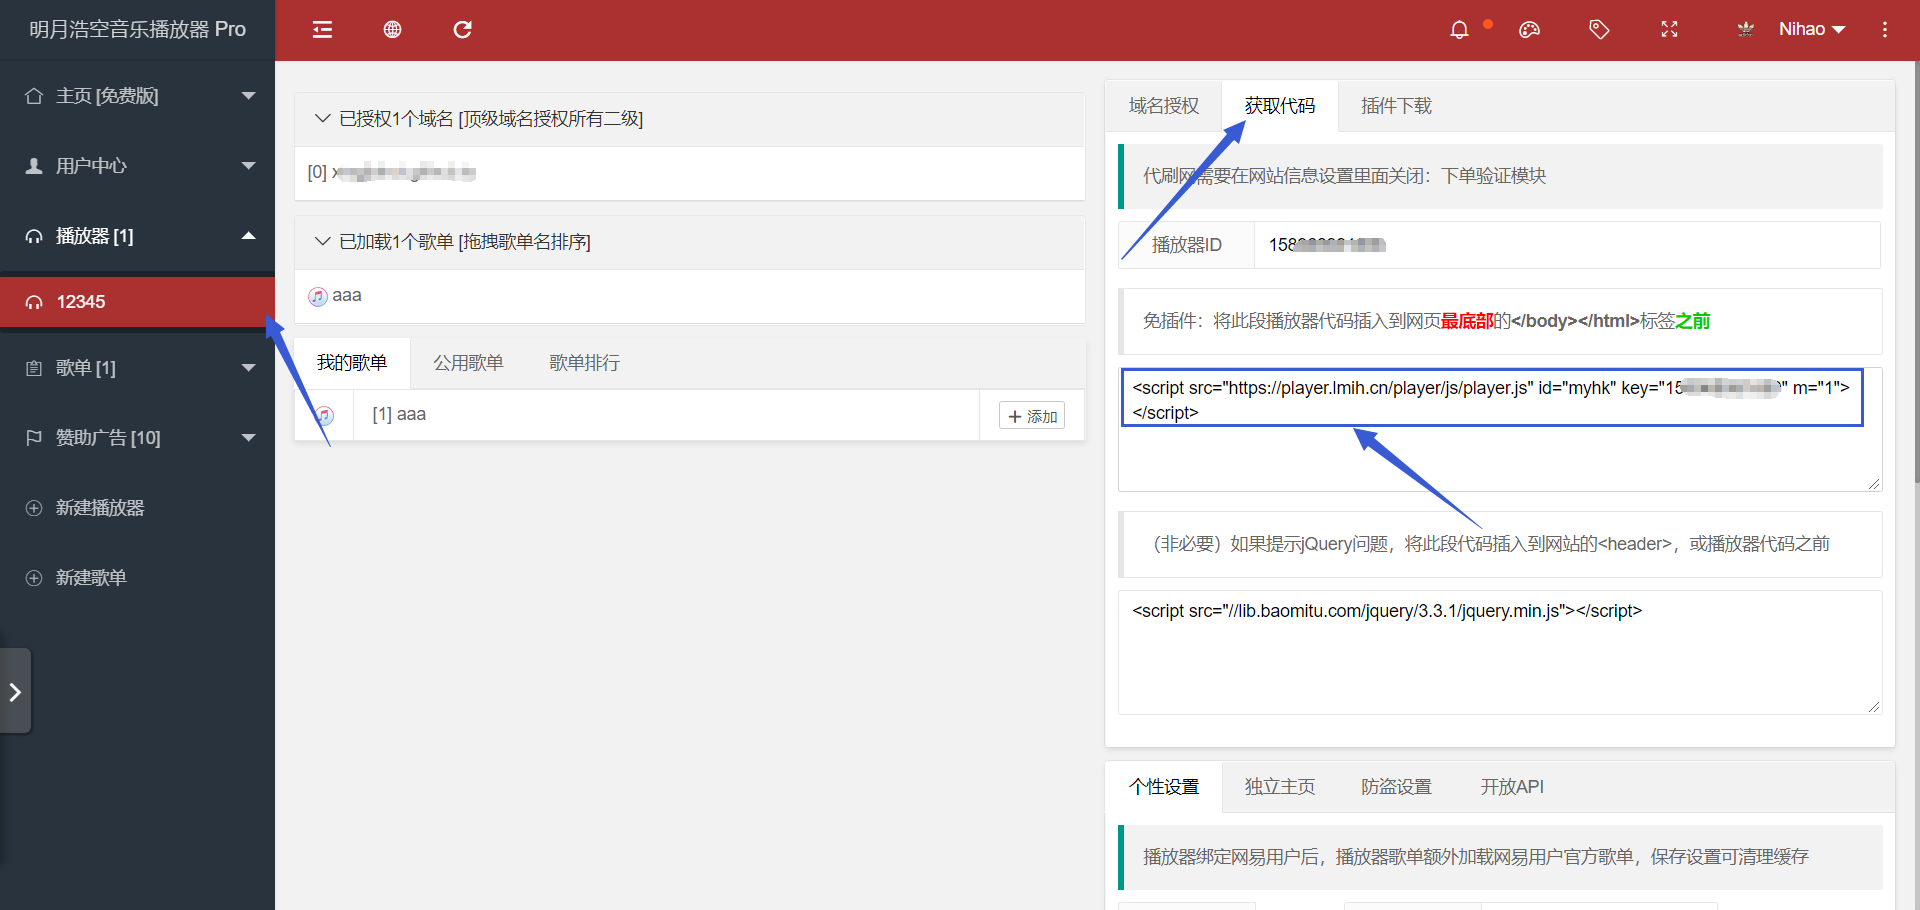 明月浩空音乐播放器 Pro
Nihao
主页 [免费版]
用户中心
播放器 [1]
12345
歌单 [1]
赞助广告 [10]
新建播放器
新建歌单
已授权1个域名 [顶级域名授权所有二级]
[0]
已加载1个歌单 [拖拽歌单名排序]
aaa
我的歌单 公用歌单 歌单排行
[1] aaa
添加
域名授权 获取代码 插件下载
代刷网需要在网站信息设置里面关闭：下单验证模块
播放器ID 158
免插件：将此段播放器代码插入到网页最底部的</body></html>标签之前
<script src="https://player.lmih.cn/player/js/player.js" id="myhk" key="15 " m="1">
</script>
（非必要）如果提示jQuery问题，将此段代码插入到网站的<header>，或播放器代码之前
<script src="//lib.baomitu.com/jquery/3.3.1/jquery.min.js"></script>
个性设置 独立主页 防盗设置 开放API
播放器绑定网易用户后，播放器歌单额外加载网易用户官方歌单，保存设置可清理缓存